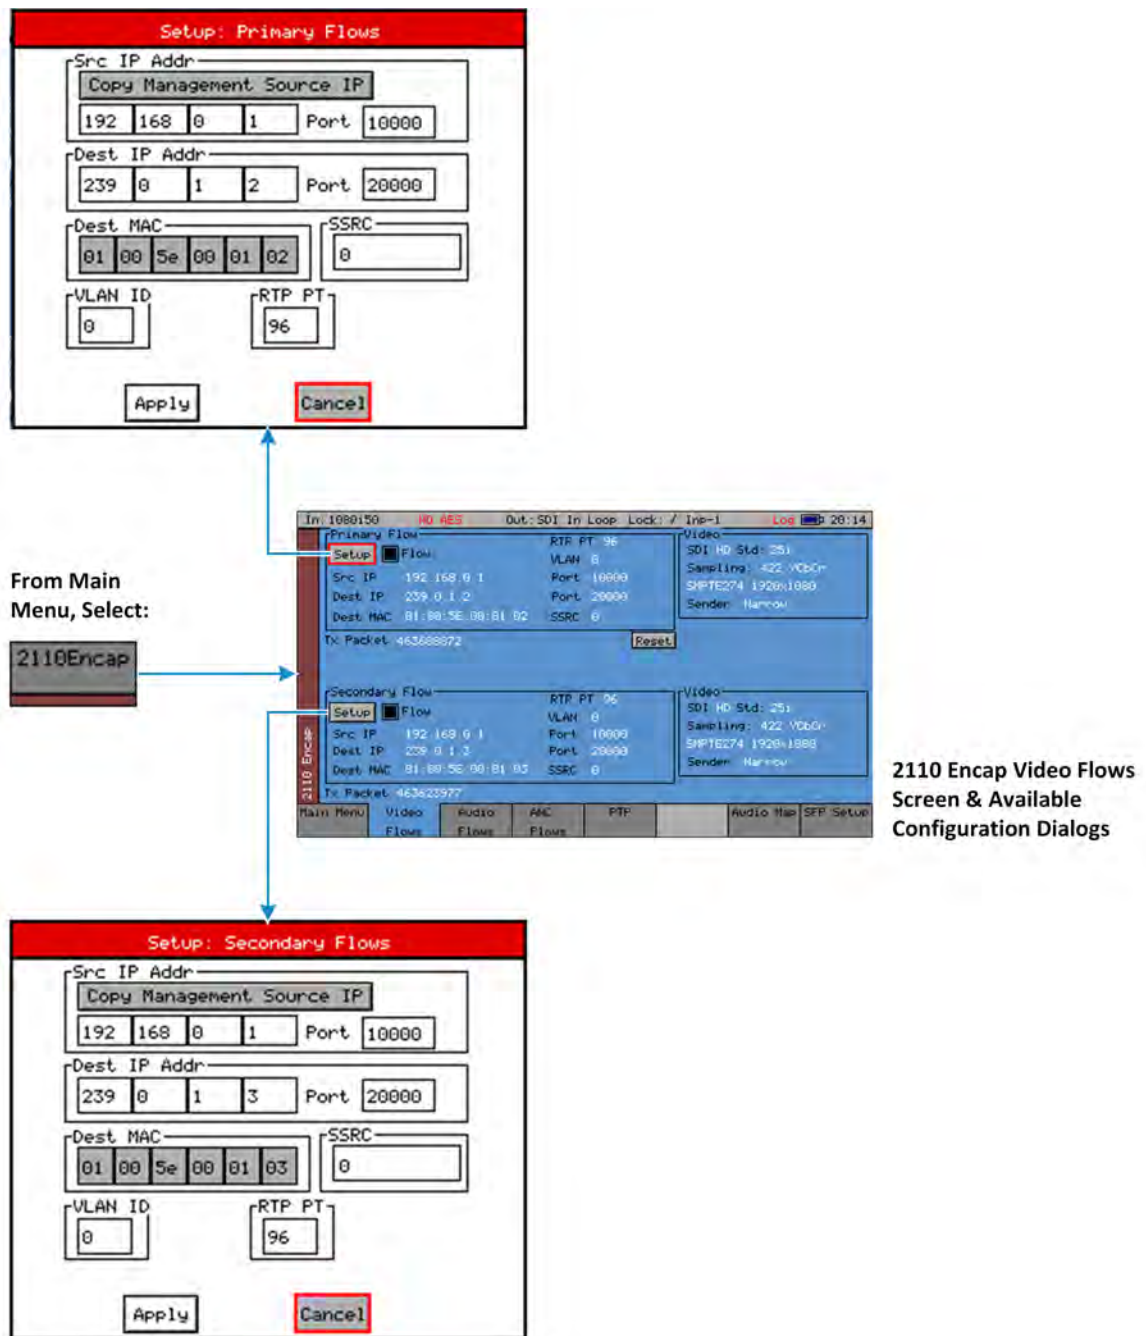 Setup: Primary Flows
Src IP Addr
Copy Management Source IP
192 168 0 1 Port 10000
Dest IP Addr
239 0 1 2 Port 20000
Dest MAC SSRC
01 00 5e 00 01 02 0
VLAN ID RTP PT
0 96
Apply Cancel
From Main
Menu, Select:
2110Encap
In 1080i50 HD AES Out: SDI In Loop Lock: / Inp-1 Log 20:14
Primary Flow RTP PT 96 Video
Setup Flow VLAN 0 SDI HD Std: 25i
Src IP 192 168 0 1 Port 10000 Sampling: 422 YCbCr
Dest IP 239 0 1 2 Port 20000 SMPTE274 1920x1080
Dest MAC 01:00:5E:00:01:02 SSRC 0 Sender Narrow
Tx Packet 463608872 Reset
Secondary Flow RTP PT 96 Video
Setup Flow VLAN 0 SDI HD Std: 25i
Src IP 192 168 0 1 Port 10000 Sampling: 422 YCbCr
Dest IP 239 0 1 3 Port 20000 SMPTE274 1920x1080
Dest MAC 01:00:5E:00:01:03 SSRC 0 Sender Narrow
Tx Packet 463623977
2110 Encap
Main Menu Video Flows Audio Flows ANC Flows PTP Audio Map SFP Setup
2110 Encap Video Flows
Screen & Available
Configuration Dialogs
Setup: Secondary Flows
Src IP Addr
Copy Management Source IP
192 168 0 1 Port 10000
Dest IP Addr
239 0 1 3 Port 20000
Dest MAC SSRC
01 00 5e 00 01 03 0
VLAN ID RTP PT
0 96
Apply Cancel